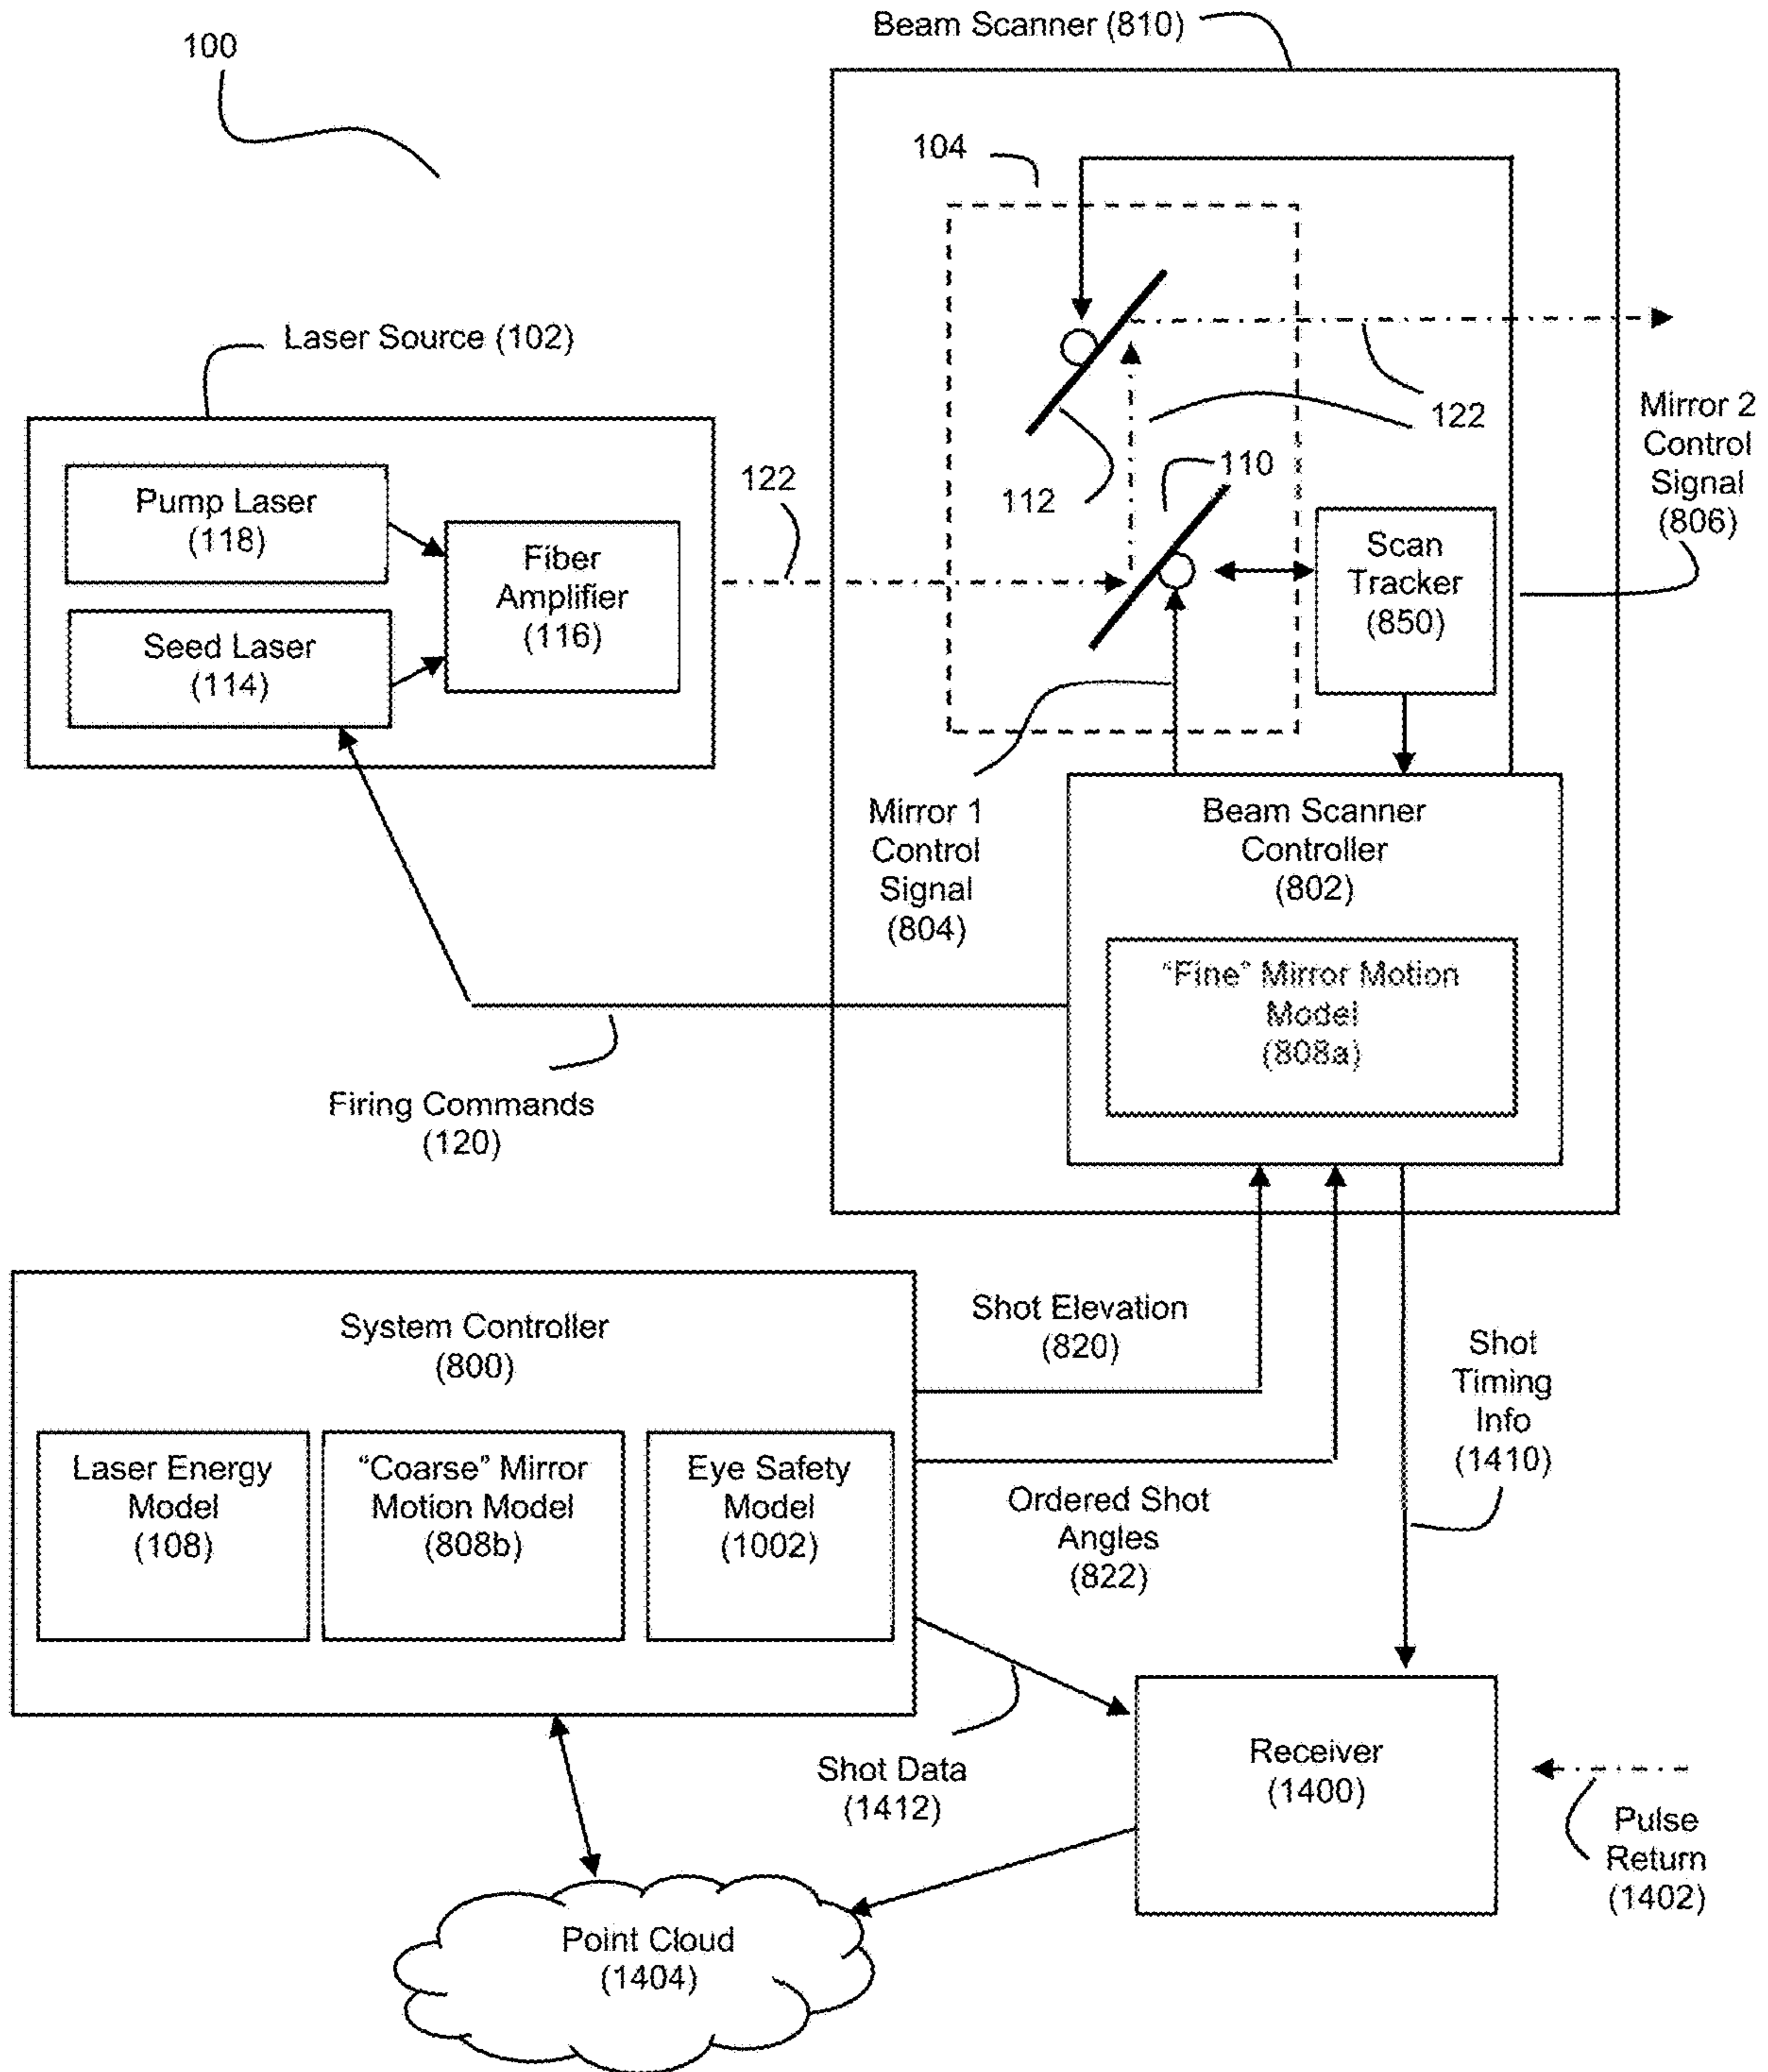 Beam Scanner (810)
100
104
Laser Source (102)
122
Mirror 2
Control
Signal
(806)
110
112
122
Pump Laser
(118)
Fiber
Amplifier
(116)
Seed Laser
(114)
Scan
Tracker
(850)
Mirror 1
Control
Signal
(804)
Beam Scanner
Controller
(802)
"Fine" Mirror Motion
Model
(808a)
Firing Commands
(120)
System Controller
(800)
Shot Elevation
(820)
Shot
Timing
Info
(1410)
Laser Energy
Model
(108)
"Coarse" Mirror
Motion Model
(808b)
Eye Safety
Model
(1002)
Ordered Shot
Angles
(822)
Shot Data
(1412)
Receiver
(1400)
Pulse
Return
(1402)
Point Cloud
(1404)